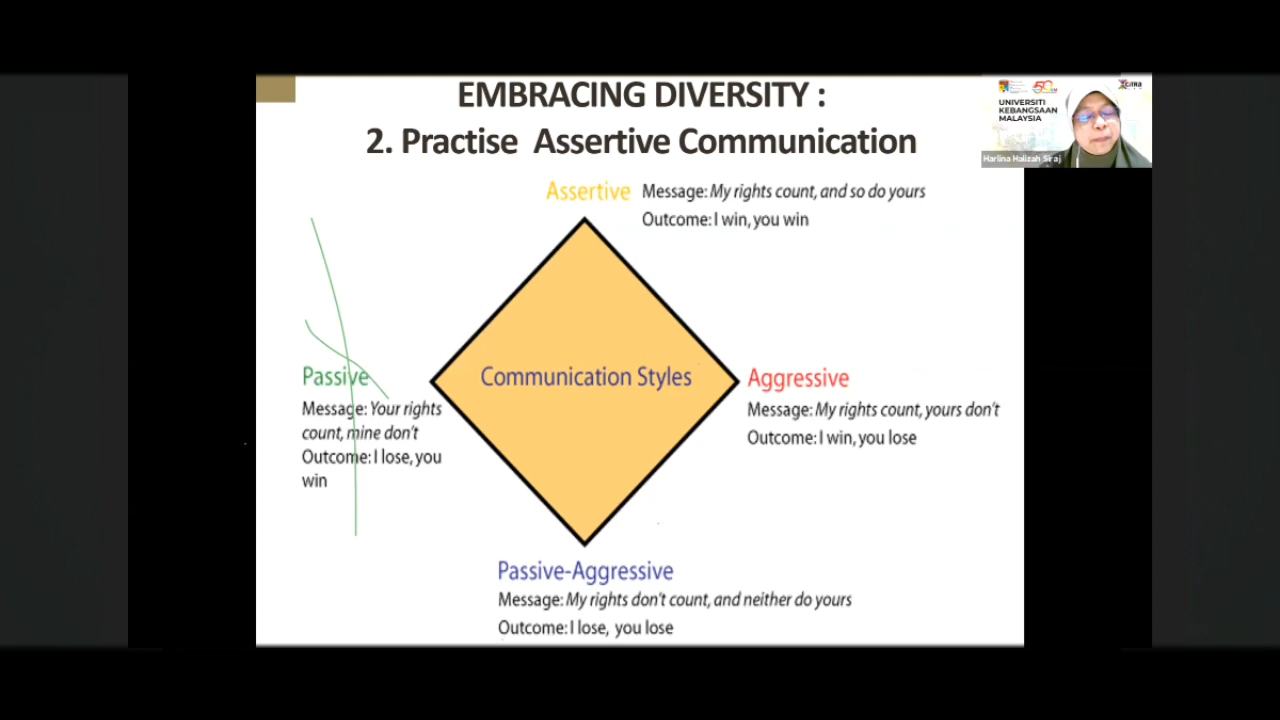 EMBRACING DIVERSITY :
2. Practise Assertive Communication
UNIVERSITI
KEBANGSAAN
MALAYSIA
Harlina Halizah Siraj
Assertive
Message: My rights count, and so do yours
Outcome: I win, you win
Communication Styles
Passive
Message: Your rights
count, mine don't
Outcome: I lose, you
win
Aggressive
Message: My rights count, yours don't
Outcome: I win, you lose
Passive-Aggressive
Message: My rights don't count, and neither do yours
Outcome: I lose, you lose